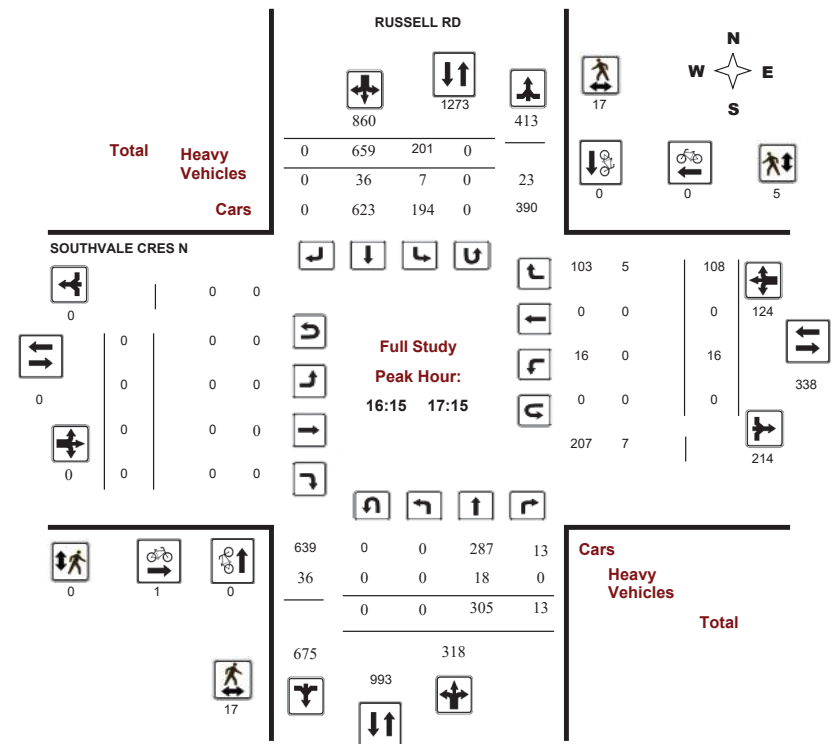 RUSSELL RD
N
W E
S
17
1273
860 413
Total Heavy Vehicles
0 659 201 0
0 36 7 0 23
Cars 0 623 194 0 390
0 0 5
SOUTHVALE CRES N
0
0 0
103 5 108
124
0 0 0
0 0 0
16 0 16
0 0 0
207 7
214
338
0
0 0 0
0 0 0
0 0 0
0
Full Study
Peak Hour:
16:15 17:15
0 1 0
639 0 0 287 13
36 0 0 18 0
0 0 305 13
675 318
993
17
Cars
Heavy
Vehicles
Total